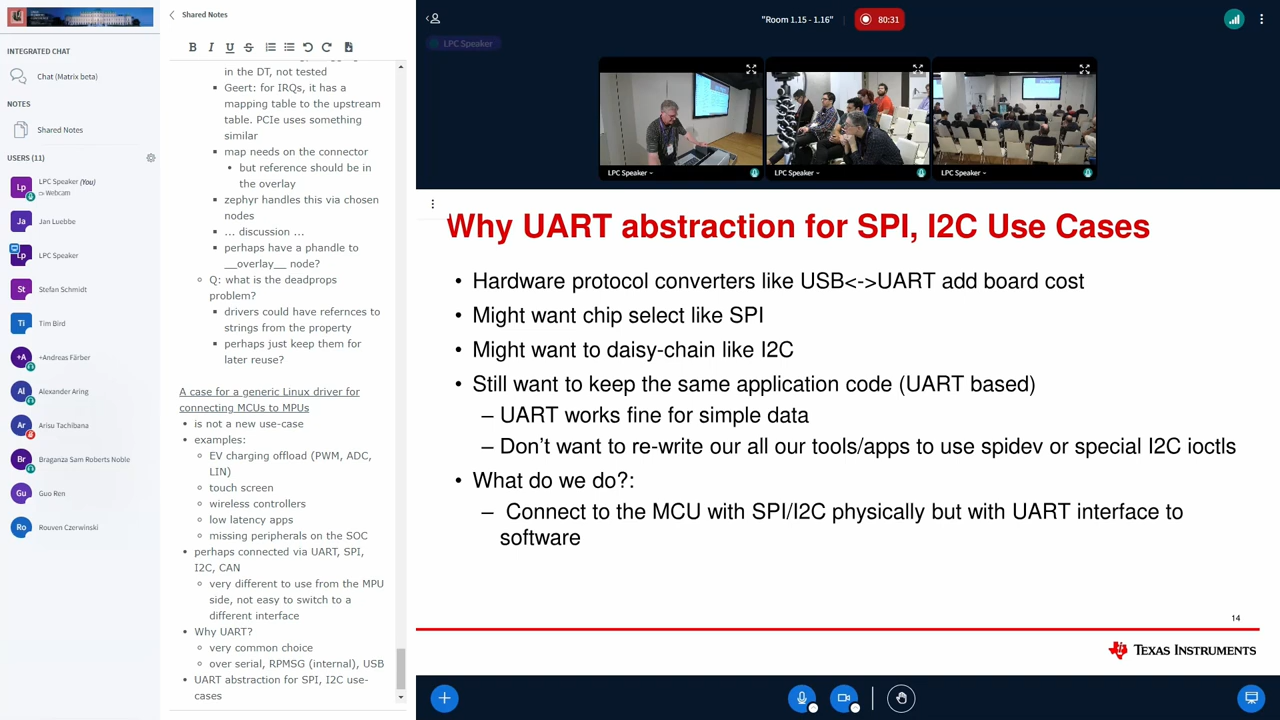 INTEGRATED CHAT
Chat (Matrix beta)
NOTES
Shared Notes
USERS (11)
Lp
LPC Speaker (You)
Webcam
Ja
Jan Luebbe
Lp
LPC Speaker
St
Stefan Schmidt
Ti
Tim Bird
+A
+Andreas Färber
Al
Alexander Aring
Ar
Arisu Tachibana
Br
Braganza Sam Roberts Noble
Gu
Guo Ren
Ro
Rouven Czerwinski
Shared Notes
B I U S
in the DT, not tested
Geert: for IRQs, it has a
mapping table to the upstream
table. PCIe uses something
similar
map needs on the connector
but reference should be in
the overlay
zephyr handles this via chosen
nodes
... discussion ...
perhaps have a phandle to
__overlay__ node?
Q: what is the deadprops
problem?
drivers could have refernces to
strings from the property
perhaps just keep them for
later reuse?
A case for a generic Linux driver for
connecting MCUs to MPUs
is not a new use-case
examples:
EV charging offload (PWM, ADC,
LIN)
touch screen
wireless controllers
low latency apps
missing peripherals on the SOC
perhaps connected via UART, SPI,
I2C, CAN
very different to use from the MPU
side, not easy to switch to a
different interface
Why UART?
very common choice
over serial, RPMSG (internal), USB
UART abstraction for SPI, I2C use-
cases
"Room 1.15 - 1.16"
80:31
LPC Speaker
LPC Speaker
LPC Speaker
LPC Speaker
Why UART abstraction for SPI, I2C Use Cases
• Hardware protocol converters like USB<->UART add board cost
• Might want chip select like SPI
• Might want to daisy-chain like I2C
• Still want to keep the same application code (UART based)
– UART works fine for simple data
– Don't want to re-write our all our tools/apps to use spidev or special I2C ioctls
• What do we do?:
– Connect to the MCU with SPI/I2C physically but with UART interface to
software
14
TEXAS INSTRUMENTS